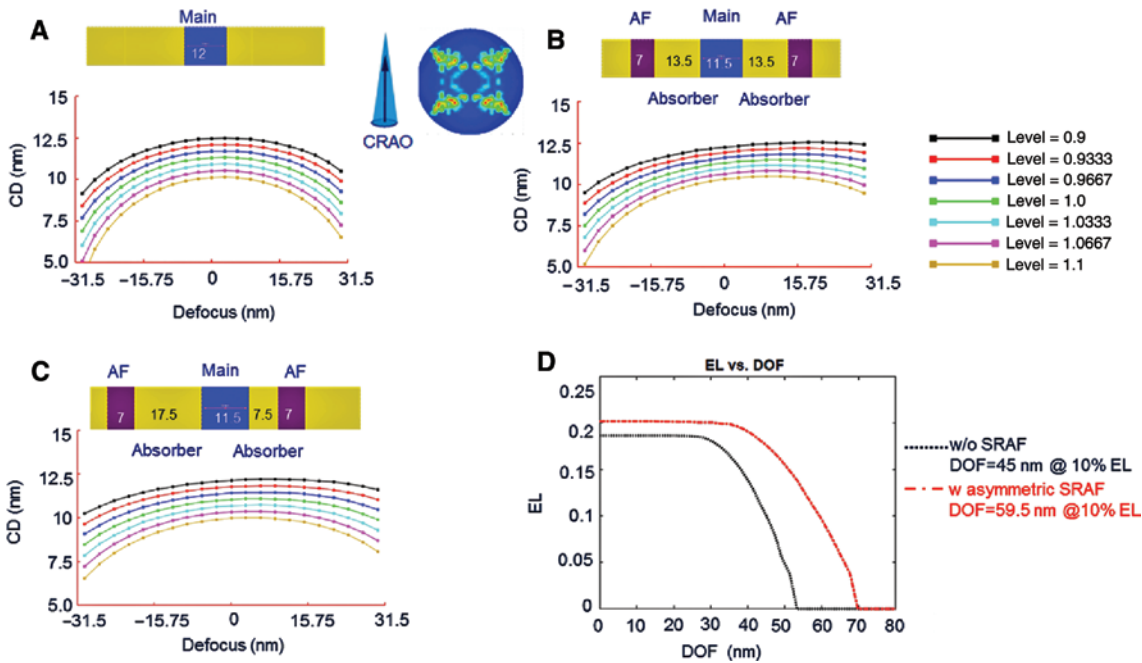 A
Main
12
CRAO
CD (nm)
15
12.5
10
7.5
5.0
−31.5 −15.75 0 15.75 31.5
Defocus (nm)
B
AF Main AF
7 13.5 11.5 13.5 7
Absorber Absorber
CD (nm)
15
12.5
10
7.5
5.0
−31.5 −15.75 0 15.75 31.5
Defocus (nm)
Level = 0.9
Level = 0.9333
Level = 0.9667
Level = 1.0
Level = 1.0333
Level = 1.0667
Level = 1.1
C
AF Main AF
7 17.5 11.5 7.5 7
Absorber Absorber
CD (nm)
15
12.5
10
7.5
5.0
−31.5 −15.75 0 15.75 31.5
Defocus (nm)
D
EL vs. DOF
EL
0.25
0.2
0.15
0.1
0.05
0
0 10 20 30 40 50 60 70 80
DOF (nm)
w/o SRAF
DOF=45 nm @ 10% EL
w asymmetric SRAF
DOF=59.5 nm @10% EL